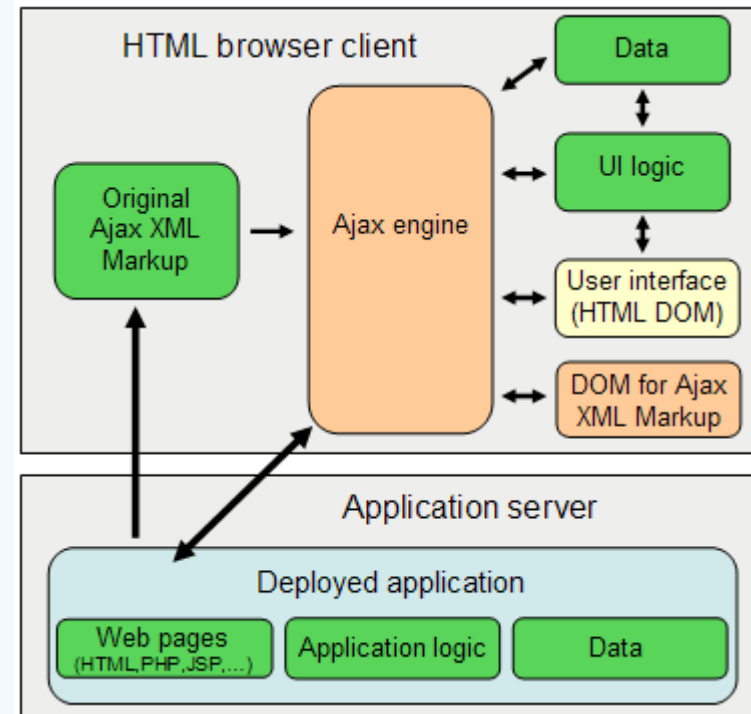 HTML browser client
Data
UI logic
Original
Ajax XML
Markup
Ajax engine
User interface
(HTML DOM)
DOM for Ajax
XML Markup
Application server
Deployed application
Web pages
(HTML,PHP,JSP,...)
Application logic
Data